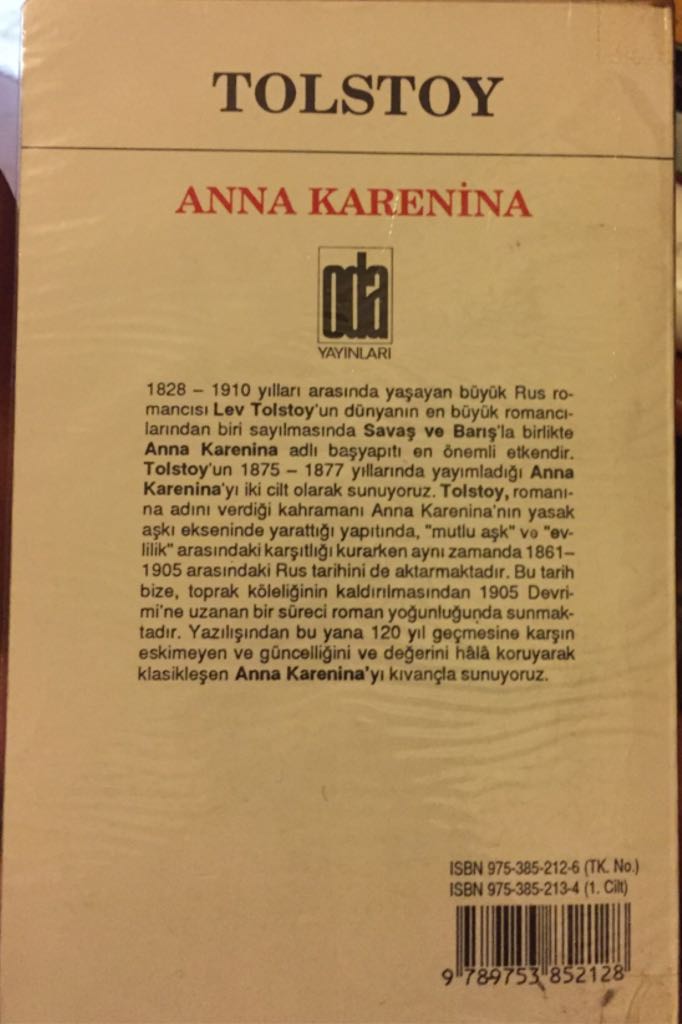 TOLSTOY
ANNA KARENİNA
oda
YAYINLARI
1828 – 1910 yılları arasında yaşayan büyük Rus ro-
mancısı Lev Tolstoy'un dünyanın en büyük romancı-
larından biri sayılmasında Savaş ve Barış'la birlikte
Anna Karenina adlı başyapıtı en önemli etkendir.
Tolstoy'un 1875 – 1877 yıllarında yayımladığı Anna
Karenina'yı iki cilt olarak sunuyoruz. Tolstoy, romanı-
na adını verdiği kahramanı Anna Karenina'nın yasak
aşkı ekseninde yarattığı yapıtında, "mutlu aşk" ve "ev-
lilik" arasındaki karşıtlığı kurarken aynı zamanda 1861–
1905 arasındaki Rus tarihini de aktarmaktadır. Bu tarih
bize, toprak köleliğinin kaldırılmasından 1905 Devri-
mi'ne uzanan bir süreci roman yoğunluğunda sunmak-
tadır. Yazılışından bu yana 120 yıl geçmesine karşın
eskimeyen ve güncelliğini ve değerini hâlâ koruyarak
klasikleşen Anna Karenina'yı kıvançla sunuyoruz.
ISBN 975-385-212-6 (TK. No.)
ISBN 975-385-213-4 (1. Cilt)
9 789753 852128